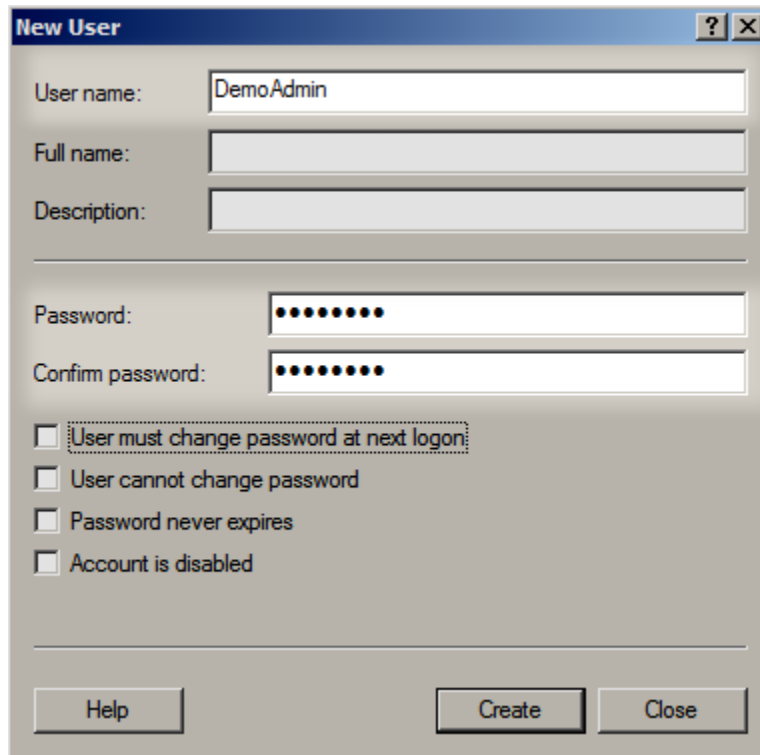 New User
User name: DemoAdmin
Full name:
Description:
Password: ●●●●●●●●
Confirm password: ●●●●●●●●
User must change password at next logon
User cannot change password
Password never expires
Account is disabled
Help Create Close